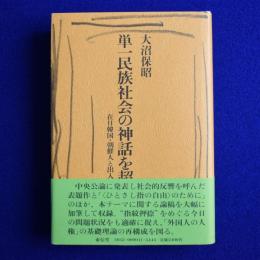 大沼保昭
単一民族社会の神話を超
在日韓国・朝鮮人と出入
中央公論に発表し社会的反響を呼んだ
表題作と「〈ひとさし指の自由〉のために」
のほか、本テーマに関する論稿を大幅に
加筆して収録。“指紋押捺”をめぐる今日
の問題状況をも適確に捉え、「外国人の人
権」の基礎理論の再構成を図る。
東信堂